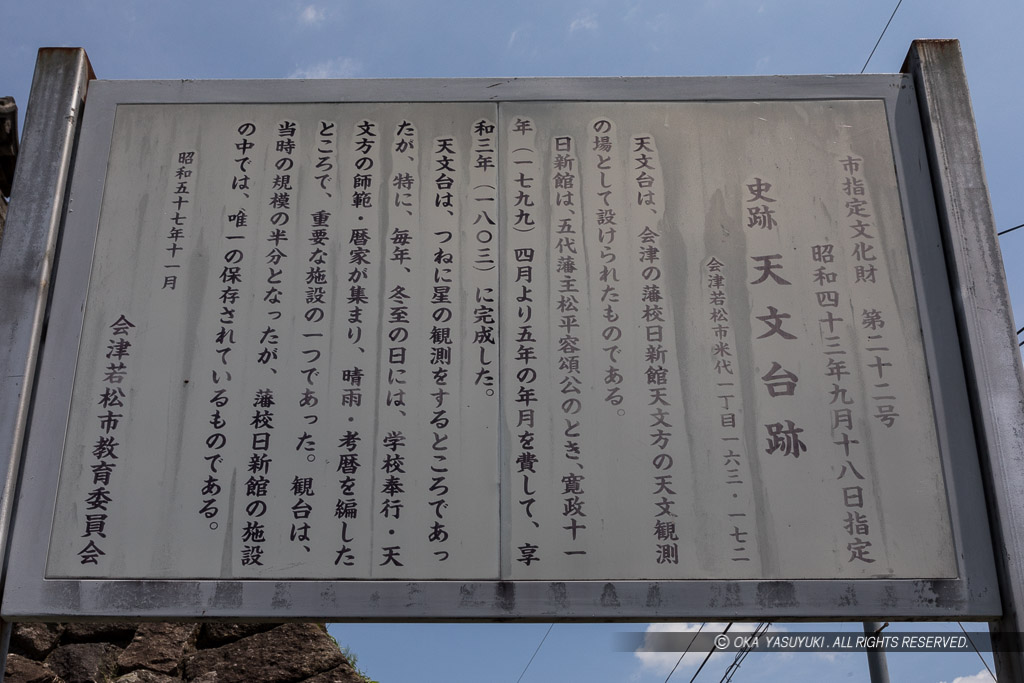 市指定文化財　第二十二号
昭和四十三年九月十八日指定
史跡　天文台跡
会津若松市米代一丁目一六三・一七二
天文台は、会津の藩校日新館天文方の天文観測
の場として設けられたものである。
日新館は、五代藩主松平容頌公のとき、寛政十一
年（一七九九）四月より五年の年月を費して、享
和三年（一八〇三）に完成した。
天文台は、つねに星の観測をするところであっ
たが、特に、毎年、冬至の日には、学校奉行・天
文方の師範・暦家が集まり、晴雨・考暦を編した
ところで、重要な施設の一つであった。観台は、
当時の規模の半分となったが、藩校日新館の施設
の中では、唯一の保存されているものである。
昭和五十七年十一月
会津若松市教育委員会
© OKA YASUYUKI . ALL RIGHTS RESERVED.